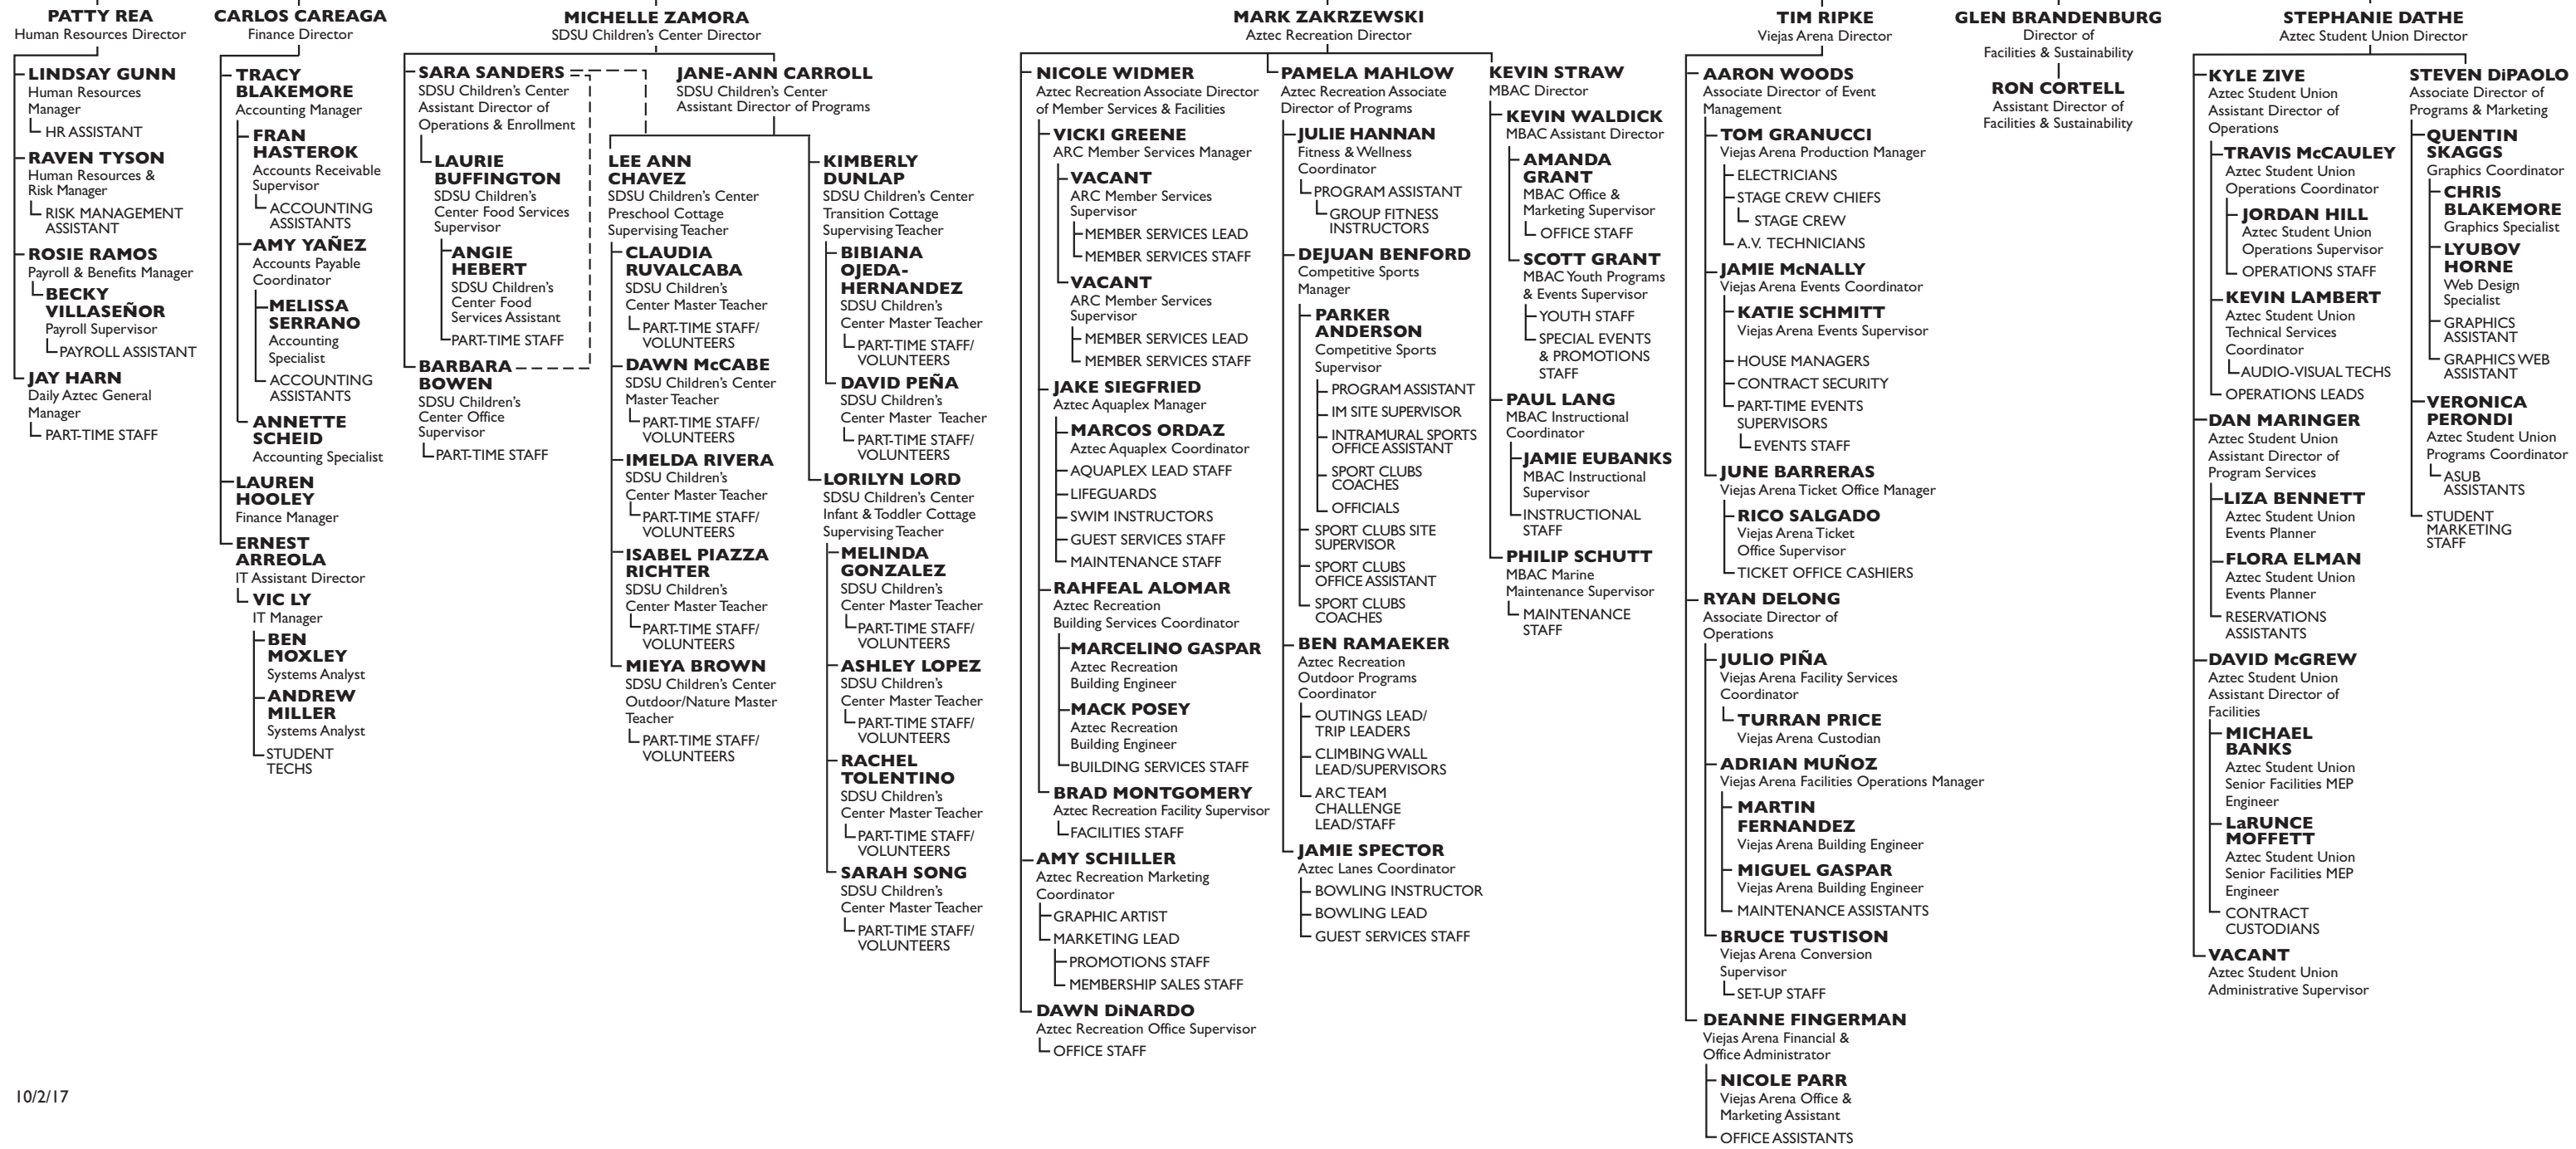 PATTY REA
Human Resources Director
LINDSAY GUNN
Human Resources
Manager
HR ASSISTANT
RAVEN TYSON
Human Resources &
Risk Manager
RISK MANAGEMENT
ASSISTANT
ROSIE RAMOS
Payroll & Benefits Manager
BECKY
VILLASEÑOR
Payroll Supervisor
PAYROLL ASSISTANT
JAY HARN
Daily Aztec General
Manager
PART-TIME STAFF
CARLOS CAREAGA
Finance Director
TRACY
BLAKEMORE
Accounting Manager
FRAN
HASTEROK
Accounts Receivable
Supervisor
ACCOUNTING
ASSISTANTS
AMY YAÑEZ
Accounts Payable
Coordinator
MELISSA
SERRANO
Accounting
Specialist
ACCOUNTING
ASSISTANTS
ANNETTE
SCHEID
Accounting Specialist
LAUREN
HOOLEY
Finance Manager
ERNEST
ARREOLA
IT Assistant Director
VIC LY
IT Manager
BEN
MOXLEY
Systems Analyst
ANDREW
MILLER
Systems Analyst
STUDENT
TECHS
MICHELLE ZAMORA
SDSU Children's Center Director
SARA SANDERS
SDSU Children's Center
Assistant Director of
Operations & Enrollment
LAURIE
BUFFINGTON
SDSU Children's
Center Food Services
Supervisor
ANGIE
HEBERT
SDSU Children's
Center Food
Services Assistant
PART-TIME STAFF
BARBARA
BOWEN
SDSU Children's
Center Office
Supervisor
PART-TIME STAFF
JANE-ANN CARROLL
SDSU Children's Center
Assistant Director of Programs
LEE ANN
CHAVEZ
SDSU Children's Center
Preschool Cottage
Supervising Teacher
CLAUDIA
RUVALCABA
SDSU Children's
Center Master Teacher
PART-TIME STAFF/
VOLUNTEERS
DAWN McCABE
SDSU Children's Center
Master Teacher
PART-TIME STAFF/
VOLUNTEERS
IMELDA RIVERA
SDSU Children's
Center Master Teacher
PART-TIME STAFF/
VOLUNTEERS
ISABEL PIAZZA
RICHTER
SDSU Children's
Center Master Teacher
PART-TIME STAFF/
VOLUNTEERS
MIEYA BROWN
SDSU Children's Center
Outdoor/Nature Master
Teacher
PART-TIME STAFF/
VOLUNTEERS
KIMBERLY
DUNLAP
SDSU Children's Center
Transition Cottage
Supervising Teacher
BIBIANA
OJEDA-
HERNANDEZ
SDSU Children's
Center Master Teacher
PART-TIME STAFF/
VOLUNTEERS
DAVID PEÑA
SDSU Children's
Center Master Teacher
PART-TIME STAFF/
VOLUNTEERS
LORILYN LORD
SDSU Children's Center
Infant & Toddler Cottage
Supervising Teacher
MELINDA
GONZALEZ
SDSU Children's
Center Master Teacher
PART-TIME STAFF/
VOLUNTEERS
ASHLEY LOPEZ
SDSU Children's
Center Master Teacher
PART-TIME STAFF/
VOLUNTEERS
RACHEL
TOLENTINO
SDSU Children's
Center Master Teacher
PART-TIME STAFF/
VOLUNTEERS
SARAH SONG
SDSU Children's
Center Master Teacher
PART-TIME STAFF/
VOLUNTEERS
MARK ZAKRZEWSKI
Aztec Recreation Director
NICOLE WIDMER
Aztec Recreation Associate Director
of Member Services & Facilities
VICKI GREENE
ARC Member Services Manager
VACANT
ARC Member Services
Supervisor
MEMBER SERVICES LEAD
MEMBER SERVICES STAFF
VACANT
ARC Member Services
Supervisor
MEMBER SERVICES LEAD
MEMBER SERVICES STAFF
JAKE SIEGFRIED
Aztec Aquaplex Manager
MARCOS ORDAZ
Aztec Aquaplex Coordinator
AQUAPLEX LEAD STAFF
LIFEGUARDS
SWIM INSTRUCTORS
GUEST SERVICES STAFF
MAINTENANCE STAFF
RAHFEAL ALOMAR
Aztec Recreation
Building Services Coordinator
MARCELINO GASPAR
Aztec Recreation
Building Engineer
MACK POSEY
Aztec Recreation
Building Engineer
BUILDING SERVICES STAFF
BRAD MONTGOMERY
Aztec Recreation Facility Supervisor
FACILITIES STAFF
AMY SCHILLER
Aztec Recreation Marketing
Coordinator
GRAPHIC ARTIST
MARKETING LEAD
PROMOTIONS STAFF
MEMBERSHIP SALES STAFF
DAWN DiNARDO
Aztec Recreation Office Supervisor
OFFICE STAFF
PAMELA MAHLOW
Aztec Recreation Associate
Director of Programs
JULIE HANNAN
Fitness & Wellness
Coordinator
PROGRAM ASSISTANT
GROUP FITNESS
INSTRUCTORS
DEJUAN BENFORD
Competitive Sports
Manager
PARKER
ANDERSON
Competitive Sports
Supervisor
PROGRAM ASSISTANT
IM SITE SUPERVISOR
INTRAMURAL SPORTS
OFFICE ASSISTANT
SPORT CLUBS
COACHES
OFFICIALS
SPORT CLUBS SITE
SUPERVISOR
SPORT CLUBS
OFFICE ASSISTANT
SPORT CLUBS
COACHES
BEN RAMAEKER
Aztec Recreation
Outdoor Programs
Coordinator
OUTINGS LEAD/
TRIP LEADERS
CLIMBING WALL
LEAD/SUPERVISORS
ARC TEAM
CHALLENGE
LEAD/STAFF
JAMIE SPECTOR
Aztec Lanes Coordinator
BOWLING INSTRUCTOR
BOWLING LEAD
GUEST SERVICES STAFF
KEVIN STRAW
MBAC Director
KEVIN WALDICK
MBAC Assistant Director
AMANDA
GRANT
MBAC Office &
Marketing Supervisor
OFFICE STAFF
SCOTT GRANT
MBAC Youth Programs
& Events Supervisor
YOUTH STAFF
SPECIAL EVENTS
& PROMOTIONS
STAFF
PAUL LANG
MBAC Instructional
Coordinator
JAMIE EUBANKS
MBAC Instructional
Supervisor
INSTRUCTIONAL
STAFF
PHILIP SCHUTT
MBAC Marine
Maintenance Supervisor
MAINTENANCE
STAFF
TIM RIPKE
Viejas Arena Director
AARON WOODS
Associate Director of Event
Management
TOM GRANUCCI
Viejas Arena Production Manager
ELECTRICIANS
STAGE CREW CHIEFS
STAGE CREW
A.V. TECHNICIANS
JAMIE McNALLY
Viejas Arena Events Coordinator
KATIE SCHMITT
Viejas Arena Events Supervisor
HOUSE MANAGERS
CONTRACT SECURITY
PART-TIME EVENTS
SUPERVISORS
EVENTS STAFF
JUNE BARRERAS
Viejas Arena Ticket Office Manager
RICO SALGADO
Viejas Arena Ticket
Office Supervisor
TICKET OFFICE CASHIERS
RYAN DELONG
Associate Director of
Operations
JULIO PIÑA
Viejas Arena Facility Services
Coordinator
TURRAN PRICE
Viejas Arena Custodian
ADRIAN MUÑOZ
Viejas Arena Facilities Operations Manager
MARTIN
FERNANDEZ
Viejas Arena Building Engineer
MIGUEL GASPAR
Viejas Arena Building Engineer
MAINTENANCE ASSISTANTS
BRUCE TUSTISON
Viejas Arena Conversion
Supervisor
SET-UP STAFF
DEANNE FINGERMAN
Viejas Arena Financial &
Office Administrator
NICOLE PARR
Viejas Arena Office &
Marketing Assistant
OFFICE ASSISTANTS
GLEN BRANDENBURG
Director of
Facilities & Sustainability
RON CORTELL
Assistant Director of
Facilities & Sustainability
STEPHANIE DATHE
Aztec Student Union Director
KYLE ZIVE
Aztec Student Union
Assistant Director of
Operations
TRAVIS McCAULEY
Aztec Student Union
Operations Coordinator
JORDAN HILL
Aztec Student Union
Operations Supervisor
OPERATIONS STAFF
KEVIN LAMBERT
Aztec Student Union
Technical Services
Coordinator
AUDIO-VISUAL TECHS
OPERATIONS LEADS
DAN MARINGER
Aztec Student Union
Assistant Director of
Program Services
LIZA BENNETT
Aztec Student Union
Events Planner
FLORA ELMAN
Aztec Student Union
Events Planner
RESERVATIONS
ASSISTANTS
DAVID McGREW
Aztec Student Union
Assistant Director of
Facilities
MICHAEL
BANKS
Aztec Student Union
Senior Facilities MEP
Engineer
LaRUNCE
MOFFETT
Aztec Student Union
Senior Facilities MEP
Engineer
CONTRACT
CUSTODIANS
VACANT
Aztec Student Union
Administrative Supervisor
STEVEN DiPAOLO
Associate Director of
Programs & Marketing
QUENTIN
SKAGGS
Graphics Coordinator
CHRIS
BLAKEMORE
Graphics Specialist
LYUBOV
HORNE
Web Design
Specialist
GRAPHICS
ASSISTANT
GRAPHICS WEB
ASSISTANT
VERONICA
PERONDI
Aztec Student Union
Programs Coordinator
ASUB
ASSISTANTS
STUDENT
MARKETING
STAFF
10/2/17